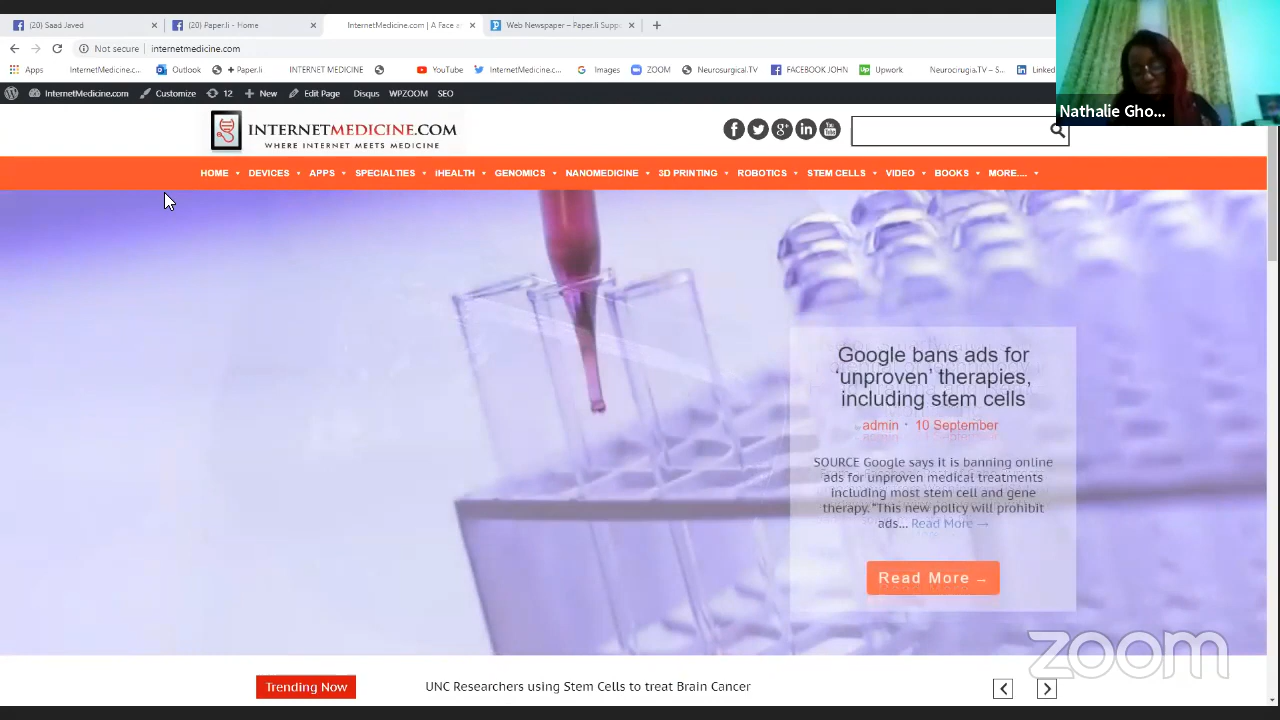 (20) Saad Javed
(20) Paper.li - Home
InternetMedicine.com | A Face a
Web Newspaper – Paper.li Supp
Not secure | internetmedicine.com
Apps
InternetMedicine.c...
Outlook
+ Paper.li
INTERNET MEDICINE
YouTube
InternetMedicine.c...
Images
ZOOM
Neurosurgical.TV
FACEBOOK JOHN
Upwork
Neurocirugia.TV – S...
Linked
InternetMedicine.com
Customize
12
New
Edit Page
Disqus
WPZOOM
SEO
Nathalie Gho...
INTERNETMEDICINE.COM
WHERE INTERNET MEETS MEDICINE
HOME
DEVICES
APPS
SPECIALTIES
iHEALTH
GENOMICS
NANOMEDICINE
3D PRINTING
ROBOTICS
STEM CELLS
VIDEO
BOOKS
MORE....
Google bans ads for
‘unproven’ therapies,
including stem cells
admin · 10 September
SOURCE Google says it is banning online
ads for unproven medical treatments
including most stem cell and gene
therapy. "This new policy will prohibit
ads... Read More →
Read More →
zoom
Trending Now
UNC Researchers using Stem Cells to treat Brain Cancer